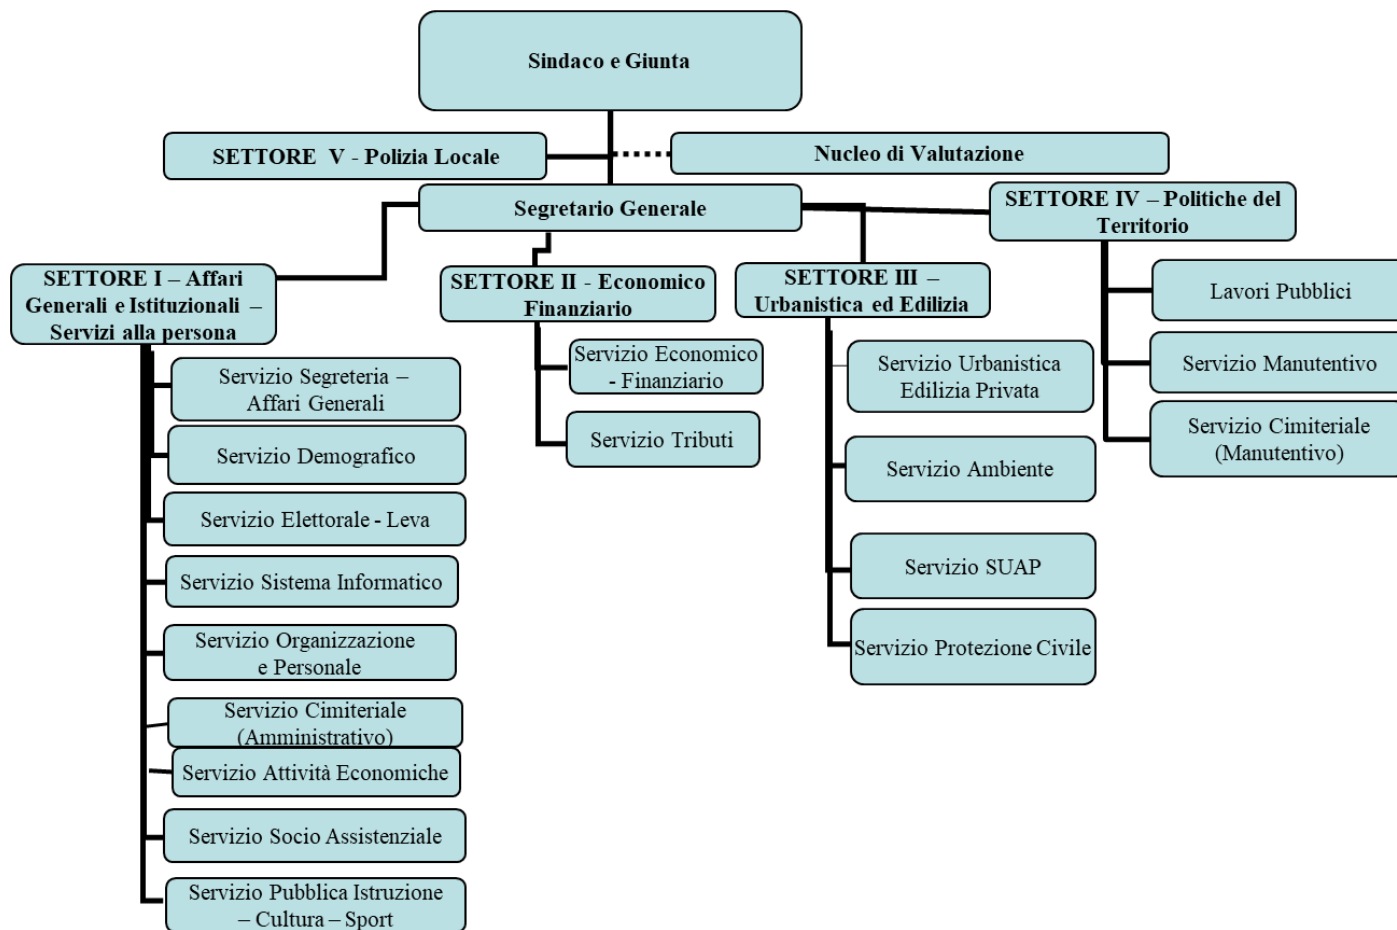 Sindaco e Giunta
SETTORE  V - Polizia Locale
Nucleo di Valutazione
Segretario Generale
SETTORE IV – Politiche del
Territorio
SETTORE I – Affari
Generali e Istituzionali –
Servizi alla persona
SETTORE II - Economico
Finanziario
SETTORE III –
Urbanistica ed Edilizia
Servizio Segreteria –
Affari Generali
Servizio Demografico
Servizio Elettorale - Leva
Servizio Sistema Informatico
Servizio Organizzazione
e Personale
Servizio Cimiteriale
(Amministrativo)
Servizio Attività Economiche
Servizio Socio Assistenziale
Servizio Pubblica Istruzione
– Cultura – Sport
Servizio Economico
- Finanziario
Servizio Tributi
Servizio Urbanistica
Edilizia Privata
Servizio Ambiente
Servizio SUAP
Servizio Protezione Civile
Lavori Pubblici
Servizio Manutentivo
Servizio Cimiteriale
(Manutentivo)